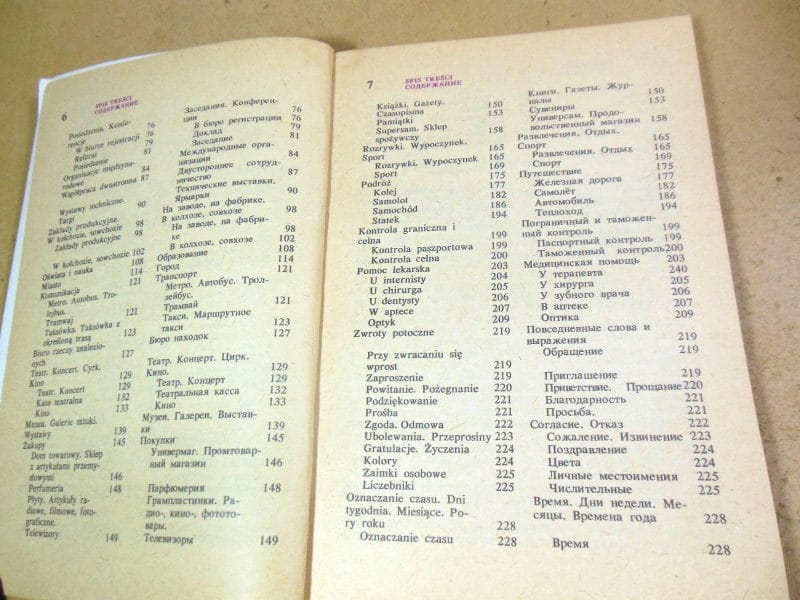 6
SPIS TREŚCI
СОДЕРЖАНИЕ
Posiedzenia. Konfe-
rencje 76
W biurze rejestracji 76
Referat 79
Posiedzenie 81
Organizacje międzyna-
rodowe 84
Współpraca dwustronna 87
Wystawy techniczne.
Targi 90
Zakłady produkcyjne.
W kołchozie, sowchozie 98
Zakłady produkcyjne 98
W kołchozie, sowchozie 102
Oświata i nauka 108
Miasto 114
Komunikacja 121
Metro. Autobus. Tro-
lejbus.
Tramwaj 121
Taksówka. Taksówka z
określoną trasą 123
Biuro rzeczy znalezio-
nych 127
Teatr. Koncert. Cyrk.
Kino 129
Teatr. Koncert 129
Kasa teatralna 132
Kino 133
Muzea. Galerie sztuki.
Wystawy 139
Zakupy 145
Dom towarowy. Sklep
z artykułami przemy-
słowymi 146
Perfumeria 148
Płyty. Artykuły ra-
diowe, filmowe, foto-
graficzne.
Telewizory 149
Заседания. Конферен-
ции 76
В бюро регистрации 76
Доклад 79
Заседание 81
Международные орга-
низации 84
Двустороннее сотруд-
ничество 87
Технические выставки.
Ярмарки 90
На заводе, на фабрике.
В колхозе, совхозе 98
На заводе, на фабри-
ке 98
В колхозе, совхозе 102
Образование 108
Город 114
Транспорт 121
Метро. Автобус. Трол-
лейбус.
Трамвай 121
Такси. Маршрутное
такси 123
Бюро находок 127
Театр. Концерт. Цирк.
Кино. 129
Театр. Концерт 129
Театральная касса 132
Кино 133
Музеи. Галереи. Выстав-
ки 139
Покупки 145
Универмаг. Промтовар-
ный магазин 146
Парфюмерия 148
Грампластинки. Ра-
дио-, кино-, фотото-
вары.
Телевизоры 149
7
SPIS TREŚCI
СОДЕРЖАНИЕ
Książki. Gazety.
Czasopisma 150
Pamiątki 153
Supersam. Sklep
spożywczy 158
Rozrywki. Wypoczynek.
Sport 165
Rozrywki. Wypoczynek 165
Sport 169
Podróż 175
Kolej 177
Samolot 182
Samochód 186
Statek 194
Kontrola graniczna i
celna 199
Kontrola paszportowa 199
Kontrola celna 200
Pomoc lekarska 203
U internisty 204
U chirurga 205
U dentysty 206
W aptece 207
Optyk 209
Zwroty potoczne 219
Przy zwracaniu się
wprost 219
Zaproszenie 219
Powitanie. Pożegnanie 220
Podziękowanie 221
Prośba 221
Zgoda. Odmowa 222
Ubolewania. Przeprosiny 223
Gratulacje. Życzenia 224
Kolory 224
Zaimki osobowe 225
Liczebniki 225
Oznaczanie czasu. Dni
tygodnia. Miesiące. Po-
ry roku 228
Oznaczanie czasu 228
Книги. Газеты. Жур-
налы 150
Сувениры 153
Универсам. Продо-
вольственный магазин 158
Развлечения. Отдых.
Спорт 165
Развлечения. Отдых 165
Спорт 169
Путешествие 175
Железная дорога 177
Самолёт 182
Автомобиль 186
Теплоход 194
Пограничный и таможен-
ный контроль 199
Паспортный контроль 199
Таможенный контроль 200
Медицинская помощь 203
У терапевта 240
У хирурга 205
У зубного врача 206
В аптеке 207
Оптика 209
Повседневные слова и
выражения 219
Обращение 219
Приглашение 219
Приветствие. Прощание 220
Благодарность 221
Просьба. 221
Согласие. Отказ 222
Сожаление. Извинение 223
Поздравление 224
Цвета 224
Личные местоимения 225
Числительные 225
Время. Дни недели. Ме-
сяцы. Времена года 228
Время 228